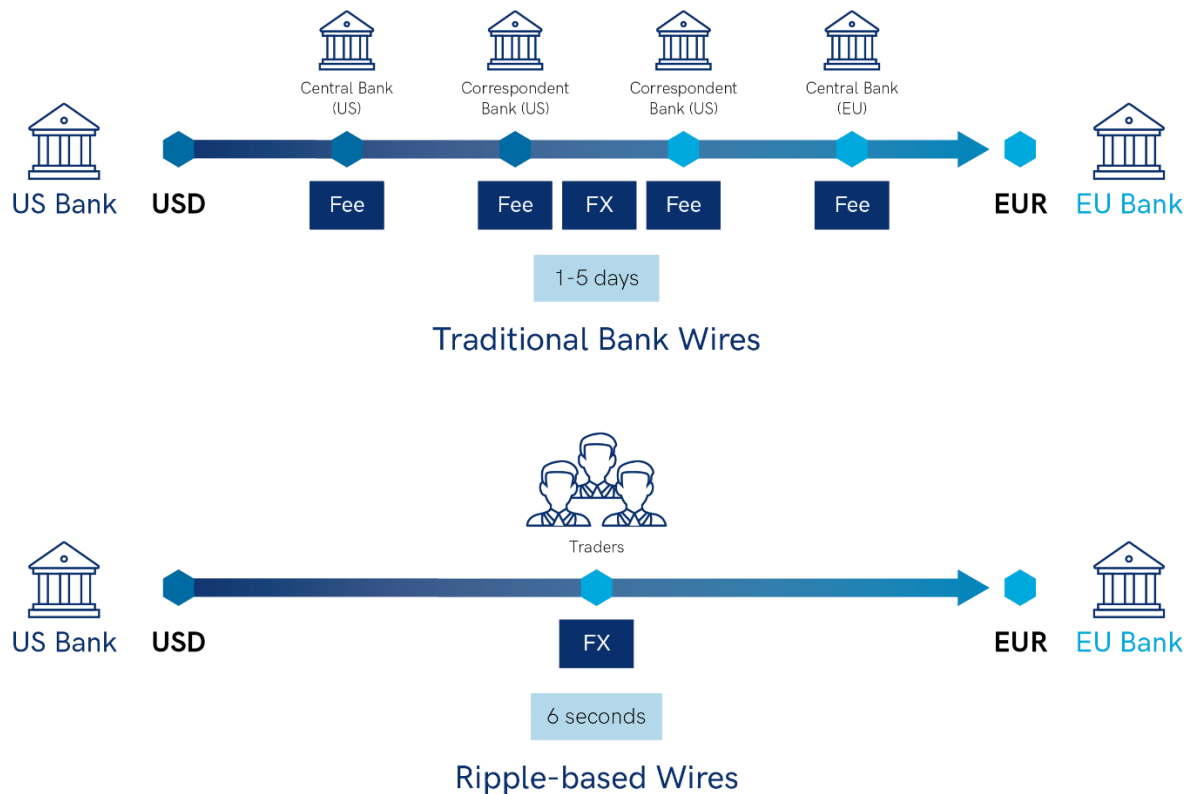 Central Bank
(US)
Correspondent
Bank (US)
Correspondent
Bank (US)
Central Bank
(EU)
US Bank
USD
Fee
Fee
FX
Fee
Fee
EUR
EU Bank
1-5 days
Traditional Bank Wires
Traders
US Bank
USD
FX
EUR
EU Bank
6 seconds
Ripple-based Wires